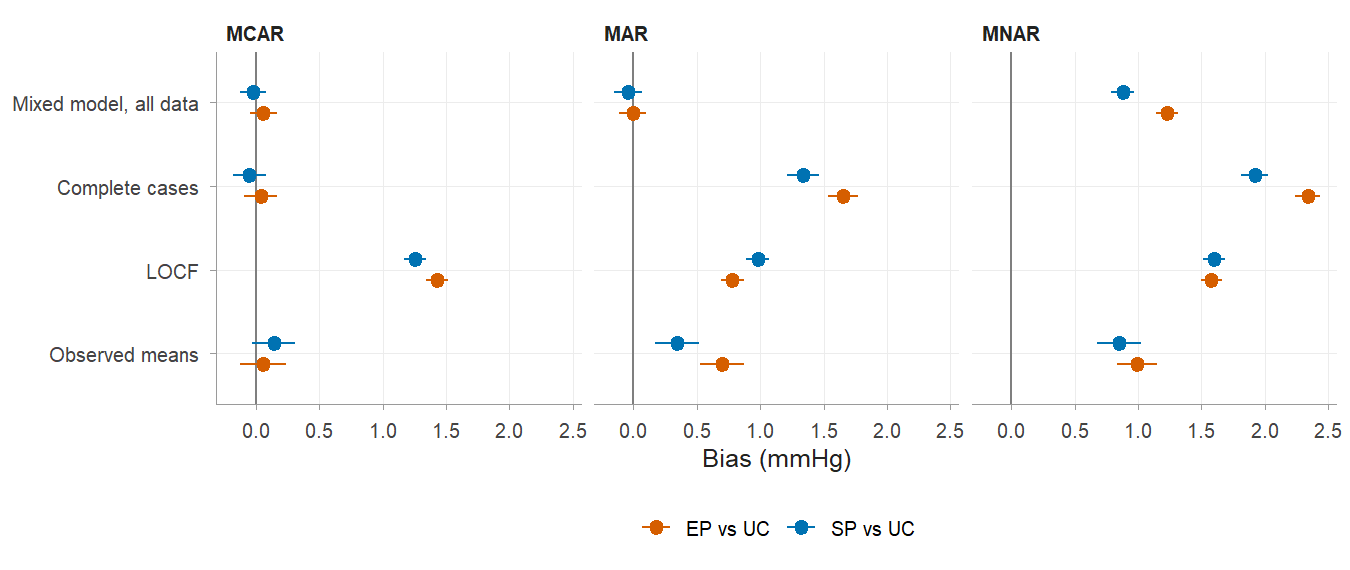 MCAR MAR MNAR
Mixed model, all data
Complete cases
LOCF
Observed means
0.0 0.5 1.0 1.5 2.0 2.5 0.0 0.5 1.0 1.5 2.0 2.5 0.0 0.5 1.0 1.5 2.0 2.5
Bias (mmHg)
EP vs UC SP vs UC